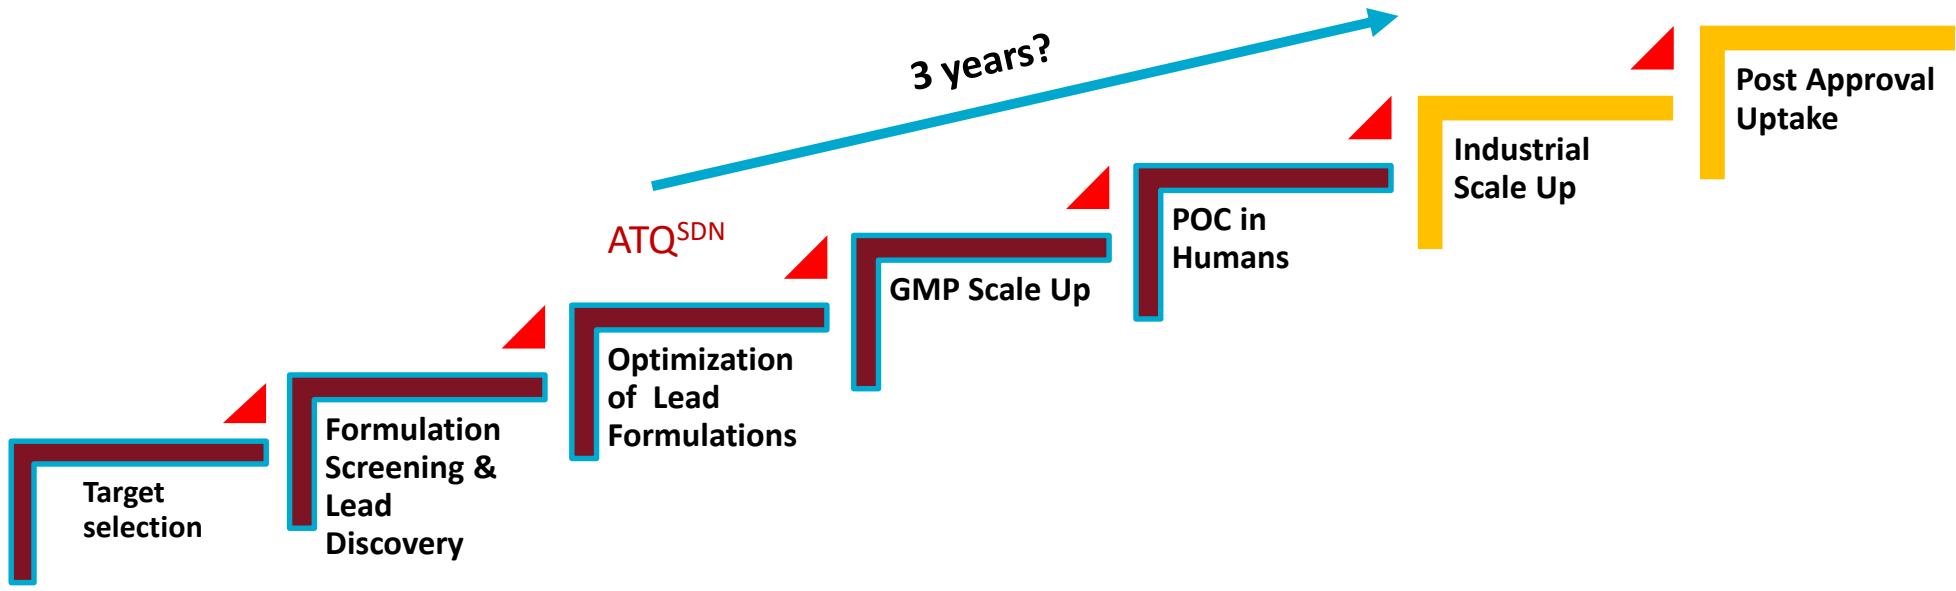 3 years?
ATQSDN
Target
selection
Formulation
Screening &
Lead
Discovery
Optimization
of Lead
Formulations
GMP Scale Up
POC in
Humans
Industrial
Scale Up
Post Approval
Uptake